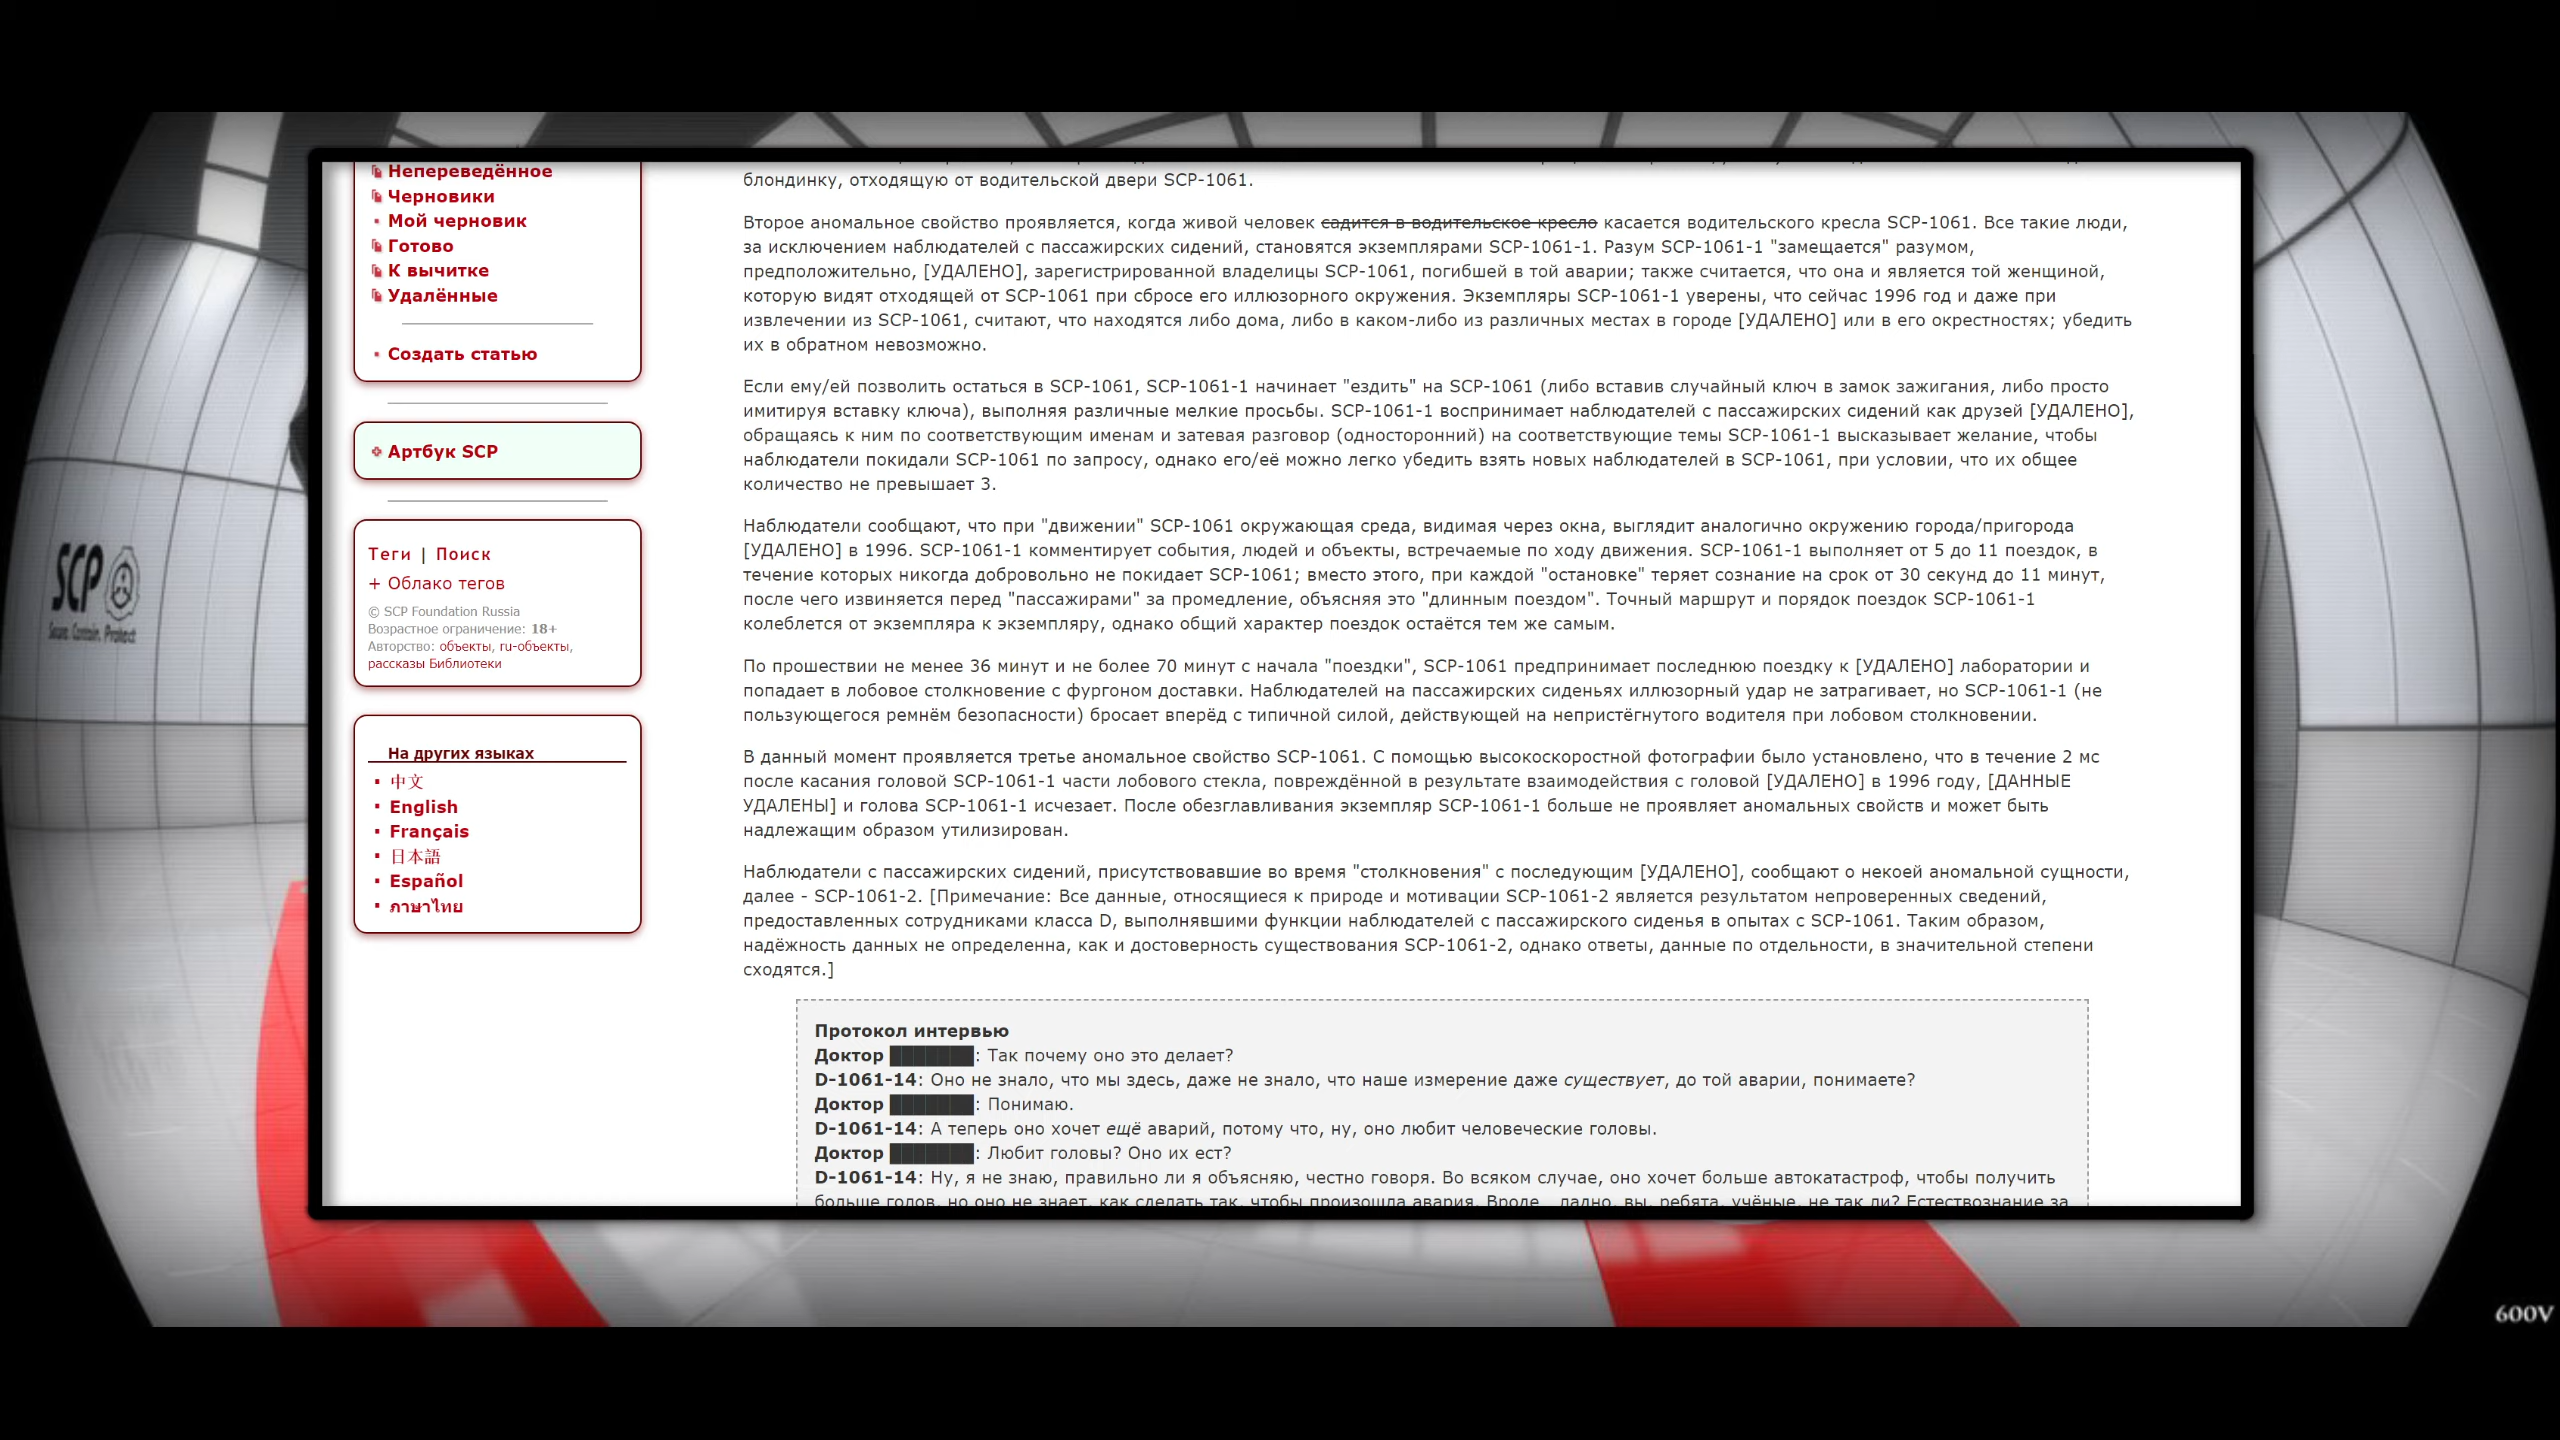 Непереведённое
Черновики
Мой черновик
Готово
К вычитке
Удалённые
Создать статью
Артбук SCP
Теги | Поиск
+ Облако тегов
© SCP Foundation Russia
Возрастное ограничение: 18+
Авторство: объекты, ru-объекты,
рассказы Библиотеки
На других языках
中文
English
Français
日本語
Español
ภาษาไทย
блондинку, отходящую от водительской двери SCP-1061.
Второе аномальное свойство проявляется, когда живой человек садится в водительское кресло касается водительского кресла SCP-1061. Все такие люди,
за исключением наблюдателей с пассажирских сидений, становятся экземплярами SCP-1061-1. Разум SCP-1061-1 "замещается" разумом,
предположительно, [УДАЛЕНО], зарегистрированной владелицы SCP-1061, погибшей в той аварии; также считается, что она и является той женщиной,
которую видят отходящей от SCP-1061 при сбросе его иллюзорного окружения. Экземпляры SCP-1061-1 уверены, что сейчас 1996 год и даже при
извлечении из SCP-1061, считают, что находятся либо дома, либо в каком-либо из различных местах в городе [УДАЛЕНО] или в его окрестностях; убедить
их в обратном невозможно.
Если ему/ей позволить остаться в SCP-1061, SCP-1061-1 начинает "ездить" на SCP-1061 (либо вставив случайный ключ в замок зажигания, либо просто
имитируя вставку ключа), выполняя различные мелкие просьбы. SCP-1061-1 воспринимает наблюдателей с пассажирских сидений как друзей [УДАЛЕНО],
обращаясь к ним по соответствующим именам и затевая разговор (односторонний) на соответствующие темы SCP-1061-1 высказывает желание, чтобы
наблюдатели покидали SCP-1061 по запросу, однако его/её можно легко убедить взять новых наблюдателей в SCP-1061, при условии, что их общее
количество не превышает 3.
Наблюдатели сообщают, что при "движении" SCP-1061 окружающая среда, видимая через окна, выглядит аналогично окружению города/пригорода
[УДАЛЕНО] в 1996. SCP-1061-1 комментирует события, людей и объекты, встречаемые по ходу движения. SCP-1061-1 выполняет от 5 до 11 поездок, в
течение которых никогда добровольно не покидает SCP-1061; вместо этого, при каждой "остановке" теряет сознание на срок от 30 секунд до 11 минут,
после чего извиняется перед "пассажирами" за промедление, объясняя это "длинным поездом". Точный маршрут и порядок поездок SCP-1061-1
колеблется от экземпляра к экземпляру, однако общий характер поездок остаётся тем же самым.
По прошествии не менее 36 минут и не более 70 минут с начала "поездки", SCP-1061 предпринимает последнюю поездку к [УДАЛЕНО] лаборатории и
попадает в лобовое столкновение с фургоном доставки. Наблюдателей на пассажирских сиденьях иллюзорный удар не затрагивает, но SCP-1061-1 (не
пользующегося ремнём безопасности) бросает вперёд с типичной силой, действующей на непристёгнутого водителя при лобовом столкновении.
В данный момент проявляется третье аномальное свойство SCP-1061. С помощью высокоскоростной фотографии было установлено, что в течение 2 мс
после касания головой SCP-1061-1 части лобового стекла, повреждённой в результате взаимодействия с головой [УДАЛЕНО] в 1996 году, [ДАННЫЕ
УДАЛЕНЫ] и голова SCP-1061-1 исчезает. После обезглавливания экземпляр SCP-1061-1 больше не проявляет аномальных свойств и может быть
надлежащим образом утилизирован.
Наблюдатели с пассажирских сидений, присутствовавшие во время "столкновения" с последующим [УДАЛЕНО], сообщают о некоей аномальной сущности,
далее - SCP-1061-2. [Примечание: Все данные, относящиеся к природе и мотивации SCP-1061-2 является результатом непроверенных сведений,
предоставленных сотрудниками класса D, выполнявшими функции наблюдателей с пассажирского сиденья в опытах с SCP-1061. Таким образом,
надёжность данных не определенна, как и достоверность существования SCP-1061-2, однако ответы, данные по отдельности, в значительной степени
сходятся.]
Протокол интервью
Доктор ███████: Так почему оно это делает?
D-1061-14: Оно не знало, что мы здесь, даже не знало, что наше измерение даже существует, до той аварии, понимаете?
Доктор ███████: Понимаю.
D-1061-14: А теперь оно хочет ещё аварий, потому что, ну, оно любит человеческие головы.
Доктор ███████: Любит головы? Оно их ест?
D-1061-14: Ну, я не знаю, правильно ли я объясняю, честно говоря. Во всяком случае, оно хочет больше автокатастроф, чтобы получить
больше голов, но оно не знает, как сделать так, чтобы произошла авария. Вроде... ладно, вы, ребята, учёные, не так ли? Естествознание за
SCP
Secure. Contain. Protect
600V